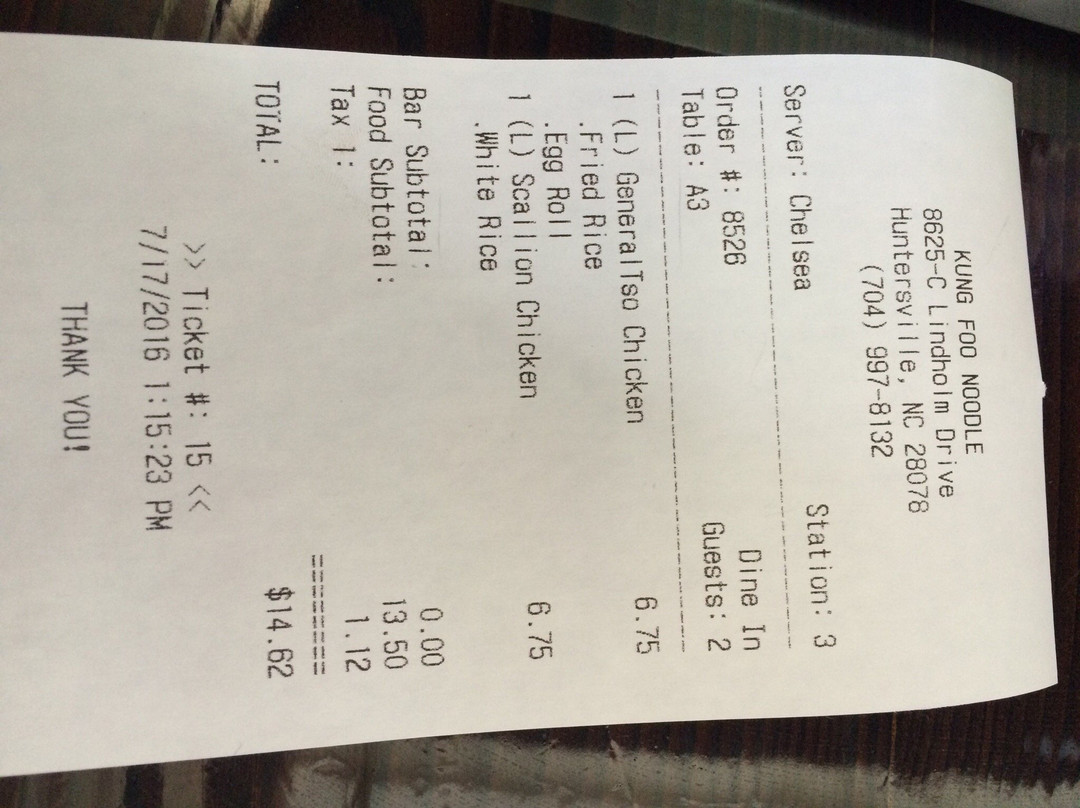 KUNG FOO NOODLE
8625-C Lindholm Drive
Huntersville, NC 28078
(704) 997-8132
Server: Chelsea Station: 3
Order #: 8526 Dine In
Table: A3 Guests: 2
1 (L) GeneralTso Chicken 6.75
.Fried Rice
.Egg Roll
1 (L) Scallion Chicken 6.75
.White Rice
Bar Subtotal: 0.00
Food Subtotal: 13.50
Tax 1: 1.12
=========
TOTAL: $14.62
>> Ticket #: 15 <<
7/17/2016 1:15:23 PM
THANK YOU!